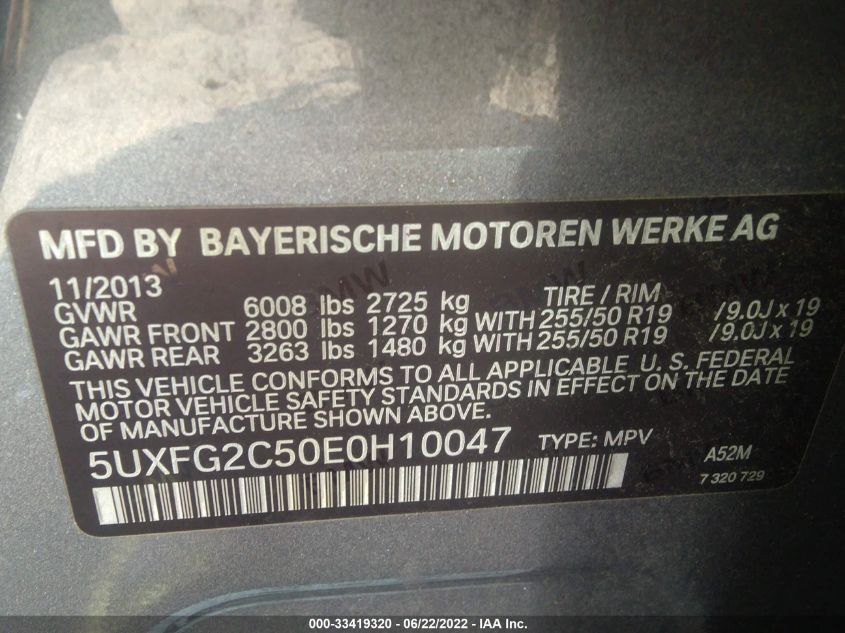 MFD BY BAYERISCHE MOTOREN WERKE AG
11/2013 TIRE / RIM
GVWR 6008 lbs 2725 kg
GAWR FRONT 2800 lbs 1270 kg WITH 255/50 R19 /9.0J x 19
GAWR REAR 3263 lbs 1480 kg WITH 255/50 R19 /9.0J x 19
THIS VEHICLE CONFORMS TO ALL APPLICABLE U. S. FEDERAL
MOTOR VEHICLE SAFETY STANDARDS IN EFFECT ON THE DATE
OF MANUFACTURE SHOWN ABOVE.
5UXFG2C50E0H10047 TYPE: MPV A52M
7 320 729
000-33419320 - 06/22/2022 - IAA Inc.